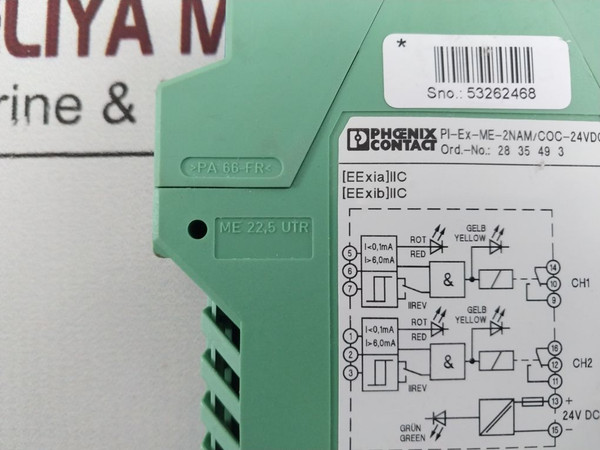 LIYA M
rine &
*
Sno.: 53262468
PHŒNIX CONTACT
PI-Ex-ME-2NAM/COC-24VDC
Ord.-No.: 28 35 49 3
>PA 66-FR<
[EExia]IIC
[EExib]IIC
ME 22,5 UTR
GELB
YELLOW
ROT
RED
I<0,1mA
I>6,0mA
5
6
7
&
IIREV
14
10
9
CH1
GELB
YELLOW
ROT
RED
I<0,1mA
I>6,0mA
1
2
3
&
IIREV
16
12
11
CH2
13 +
24V DC
15 -
GRÜN
GREEN